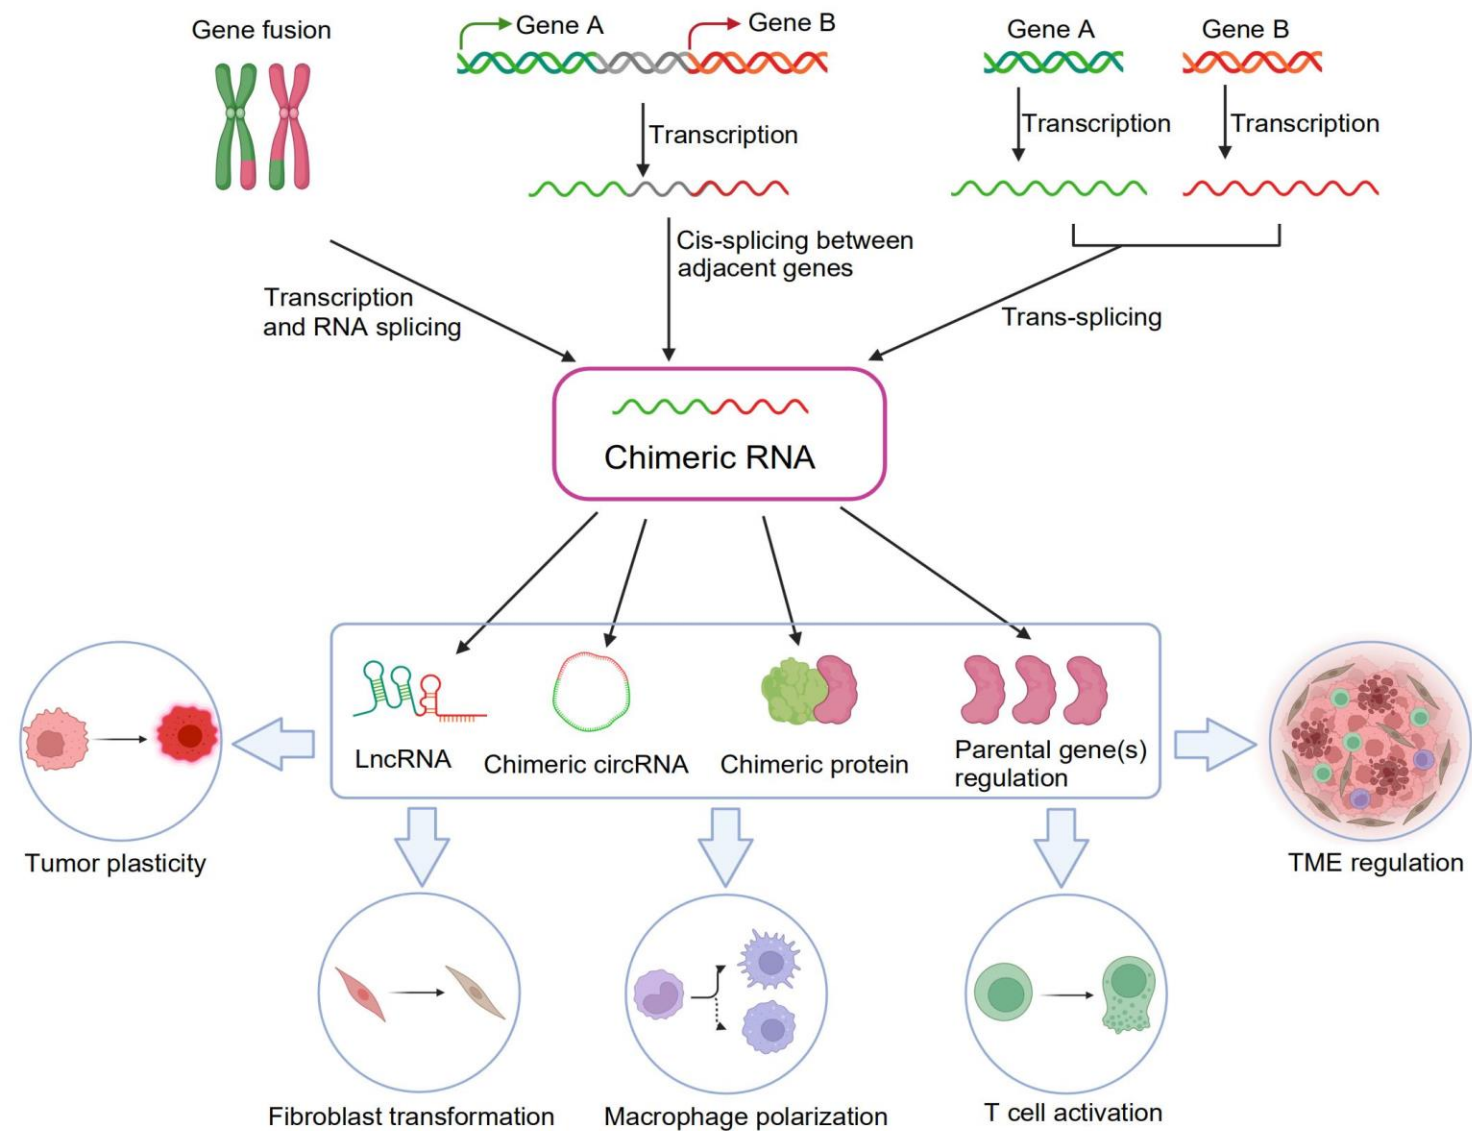 Gene fusion
Gene A
Gene B
Gene A
Gene B
Transcription
Transcription
Transcription
Cis-splicing between
adjacent genes
Transcription
and RNA splicing
Trans-splicing
Chimeric RNA
LncRNA
Chimeric circRNA
Chimeric protein
Parental gene(s)
regulation
Tumor plasticity
TME regulation
Fibroblast transformation
Macrophage polarization
T cell activation